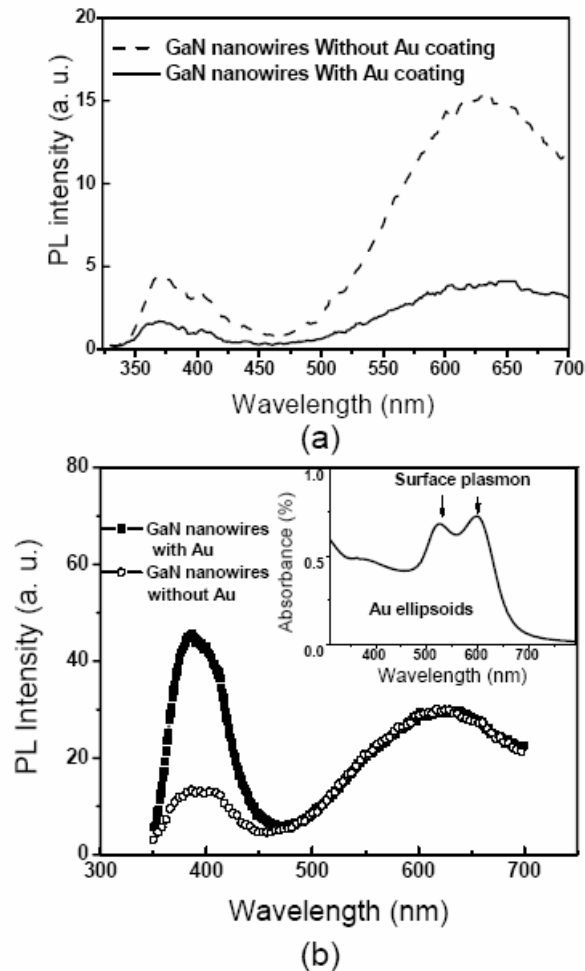 GaN nanowires Without Au coating
GaN nanowires With Au coating
PL intensity (a. u.)
20
15
10
5
0
350
400
450
500
550
600
650
700
Wavelength (nm)
(a)
80
60
40
20
0
PL Intensity (a. u.)
GaN nanowires
with Au
GaN nanowires
without Au
1.0
0.5
0.0
Absorbance (%)
Surface plasmon
Au ellipsoids
400
500
600
700
Wavelength (nm)
300
400
500
600
700
Wavelength (nm)
(b)